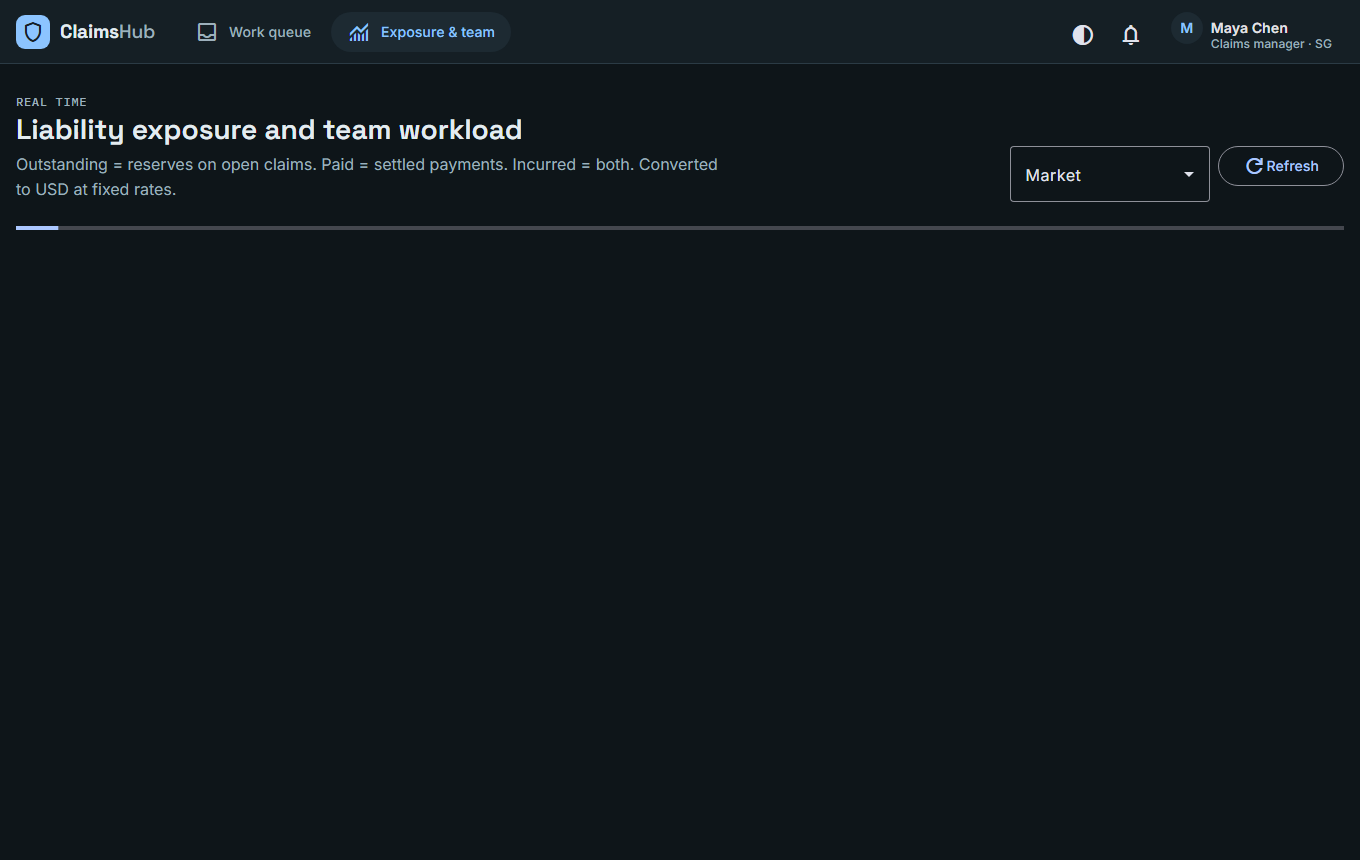 ClaimsHub
Work queue
Exposure & team
M
Maya Chen
Claims manager · SG
REAL TIME
Liability exposure and team workload
Outstanding = reserves on open claims. Paid = settled payments. Incurred = both. Converted
to USD at fixed rates.
Market
Refresh